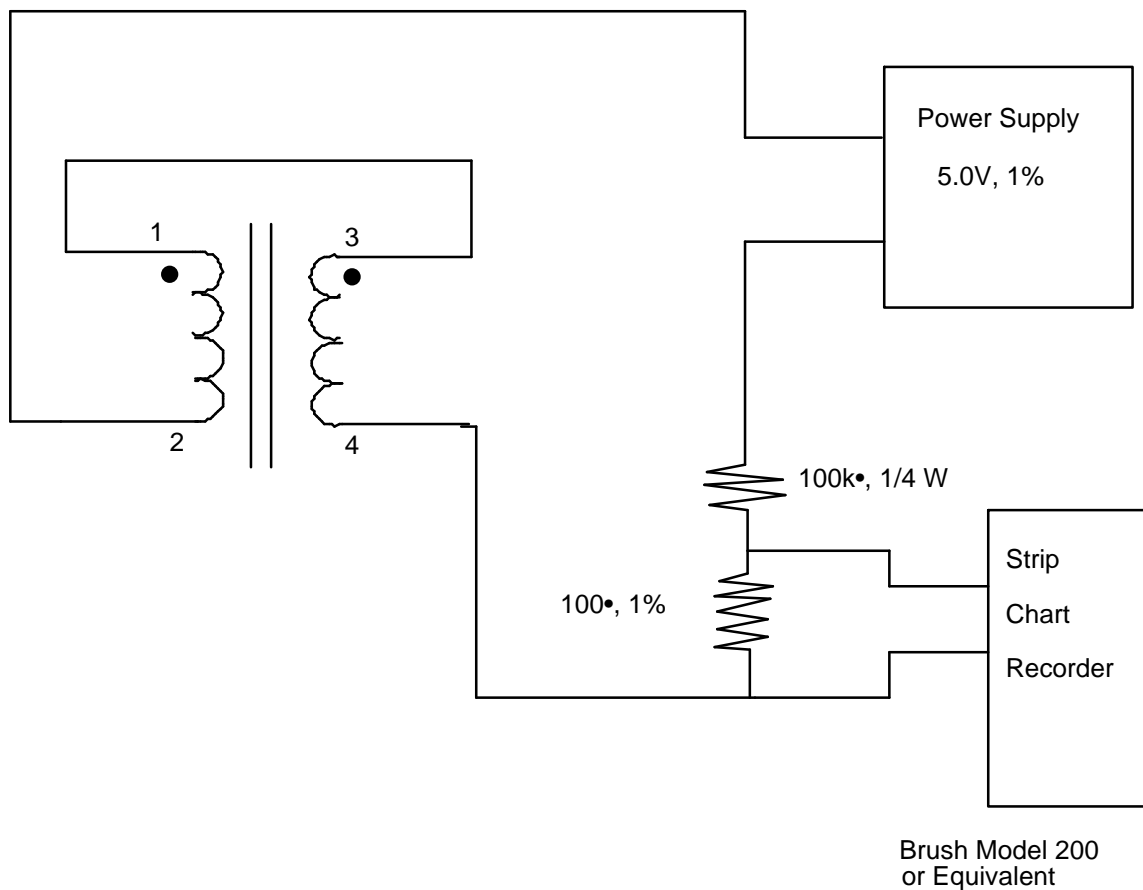 Power Supply
5.0V, 1%
1
3
2
4
100k•, 1/4 W
100•, 1%
Strip
Chart
Recorder
Brush Model 200
or Equivalent